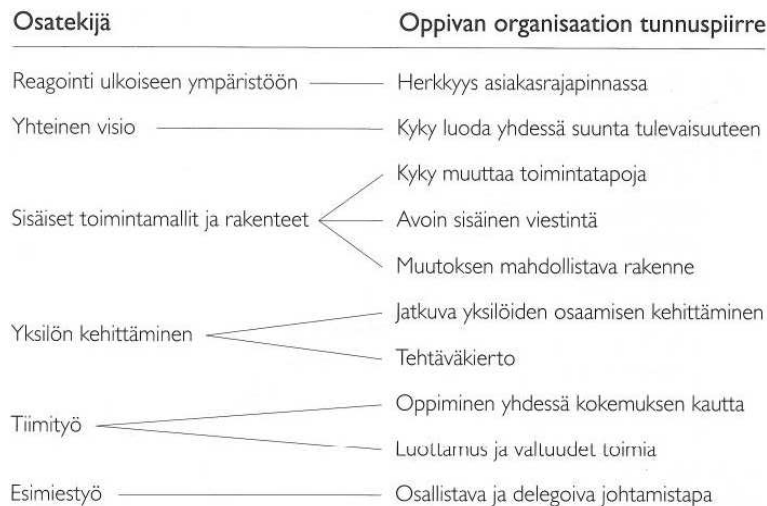 Osatekijä Oppivan organisaation tunnuspiirre
Reagointi ulkoiseen ympäristöön Herkkyys asiakasrajapinnassa
Yhteinen visio Kyky luoda yhdessä suunta tulevaisuuteen
Kyky muuttaa toimintatapoja
Sisäiset toimintamallit ja rakenteet Avoin sisäinen viestintä
Muutoksen mahdollistava rakenne
Jatkuva yksilöiden osaamisen kehittäminen
Yksilön kehittäminen
Tehtäväkierto
Oppiminen yhdessä kokemuksen kautta
Tiimityö
Luottamus ja valtuudet toimia
Esimiestyö Osallistava ja delegoiva johtamistapa